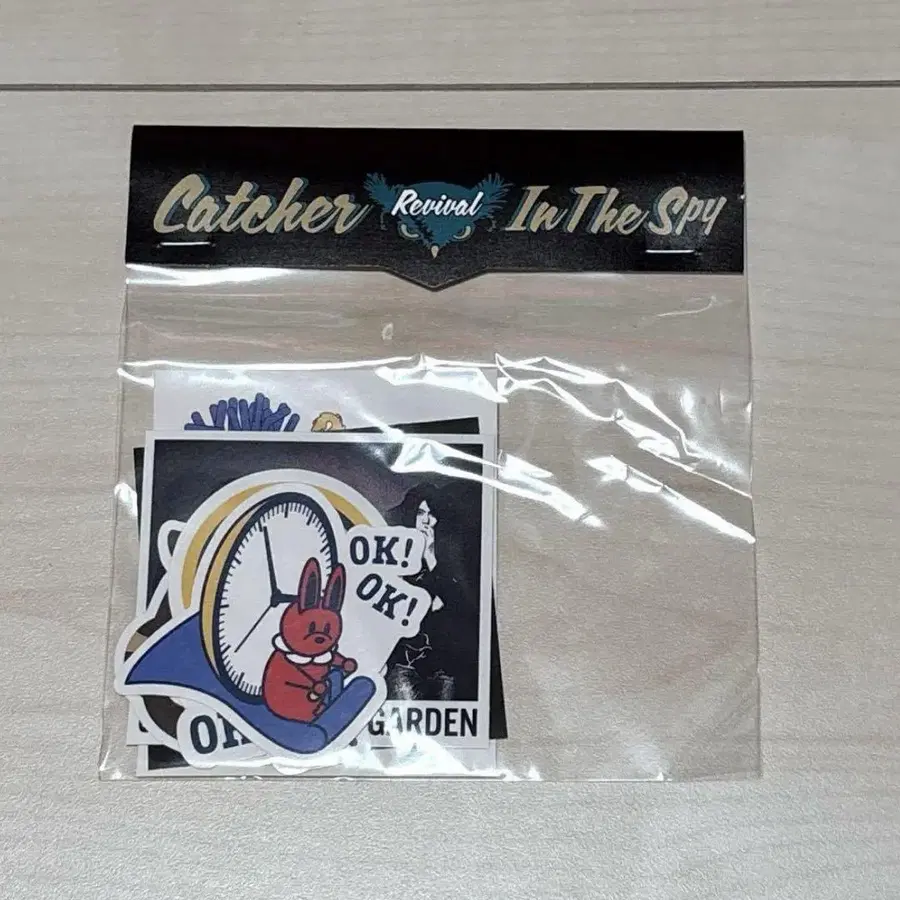 Catcher Revival In The Spy
OK!
OK!
GARDEN